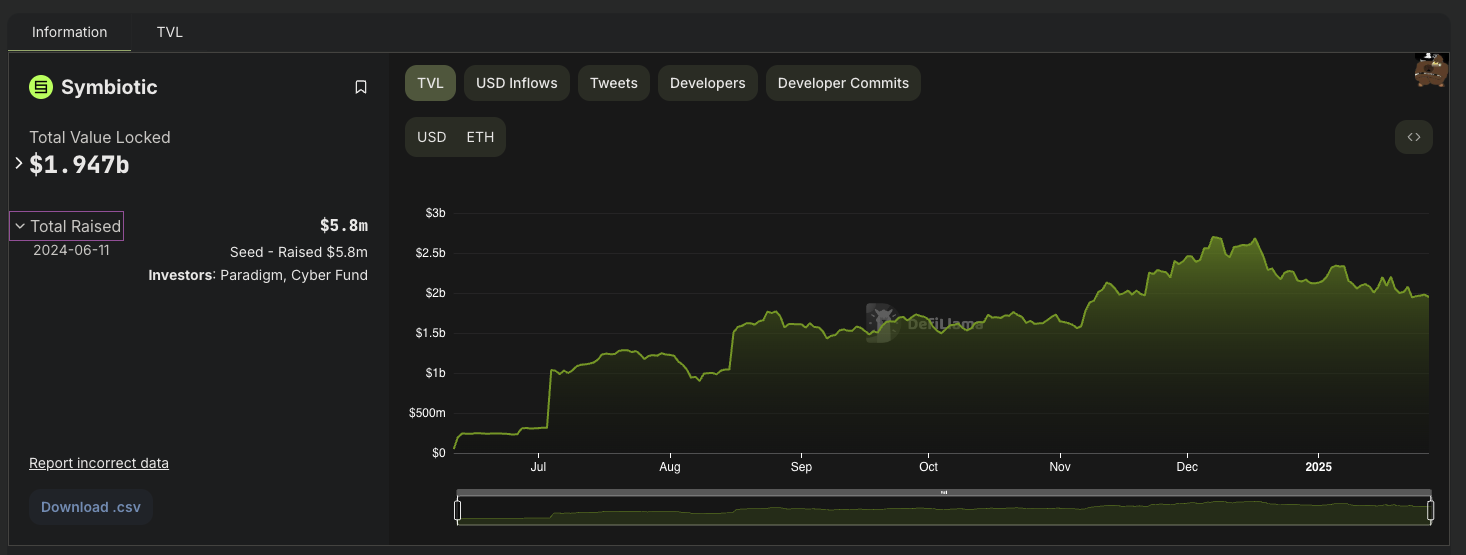 Information
TVL
Symbiotic
Total Value Locked
$1.947b
Total Raised
$5.8m
2024-06-11
Seed - Raised $5.8m
Investors: Paradigm, Cyber Fund
Report incorrect data
Download .csv
TVL
USD Inflows
Tweets
Developers
Developer Commits
USD
ETH
$3b
$2.5b
$2b
$1.5b
$1b
$500m
$0
DefiLlama
Jul
Aug
Sep
Oct
Nov
Dec
2025